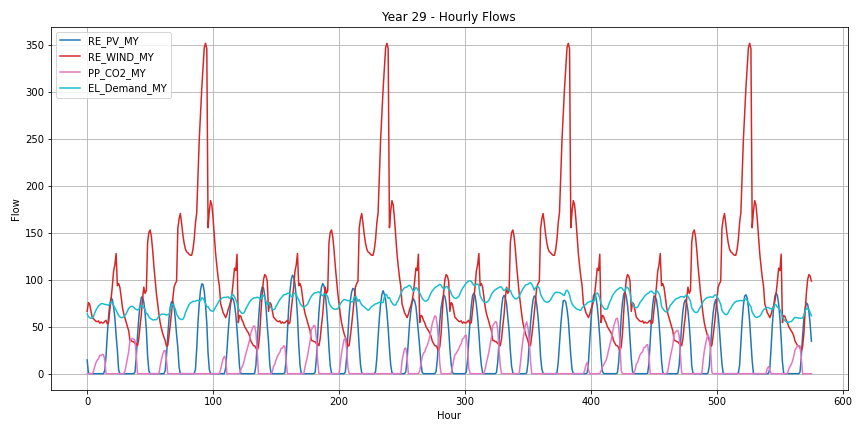 Year 29 - Hourly Flows
RE_PV_MY
RE_WIND_MY
PP_CO2_MY
EL_Demand_MY
Flow
350
300
250
200
150
100
50
0
0
100
200
300
400
500
600
Hour